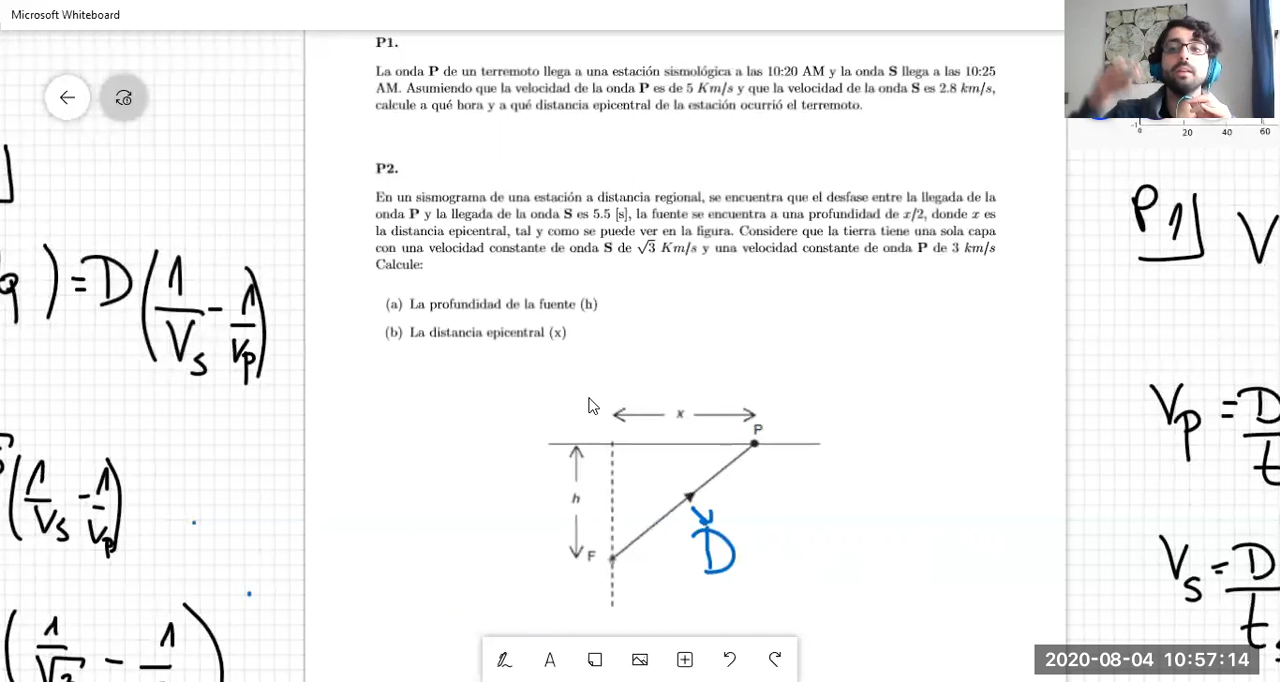 Microsoft Whiteboard
P1.
La onda P de un terremoto llega a una estación sismológica a las 10:20 AM y la onda S llega a las 10:25
AM. Asumiendo que la velocidad de la onda P es de 5 Km/s y que la velocidad de la onda S es 2.8 km/s,
calcule a qué hora y a qué distancia epicentral de la estación ocurrió el terremoto.
-1 0 20 40 60
P2.
En un sismograma de una estación a distancia regional, se encuentra que el desfase entre la llegada de la
onda P y la llegada de la onda S es 5.5 [s], la fuente se encuentra a una profundidad de x/2, donde x es
la distancia epicentral, tal y como se puede ver en la figura. Considere que la tierra tiene una sola capa
con una velocidad constante de onda S de √3 Km/s y una velocidad constante de onda P de 3 km/s
Calcule:
(a) La profundidad de la fuente (h)
(b) La distancia epicentral (x)
x
P
h
F
D
) = D (1/Vs - 1/Vp)
(1/Vs - 1/Vp)
P1] V
Vp = D/t
Vs = D/t
2020-08-04 10:57:14